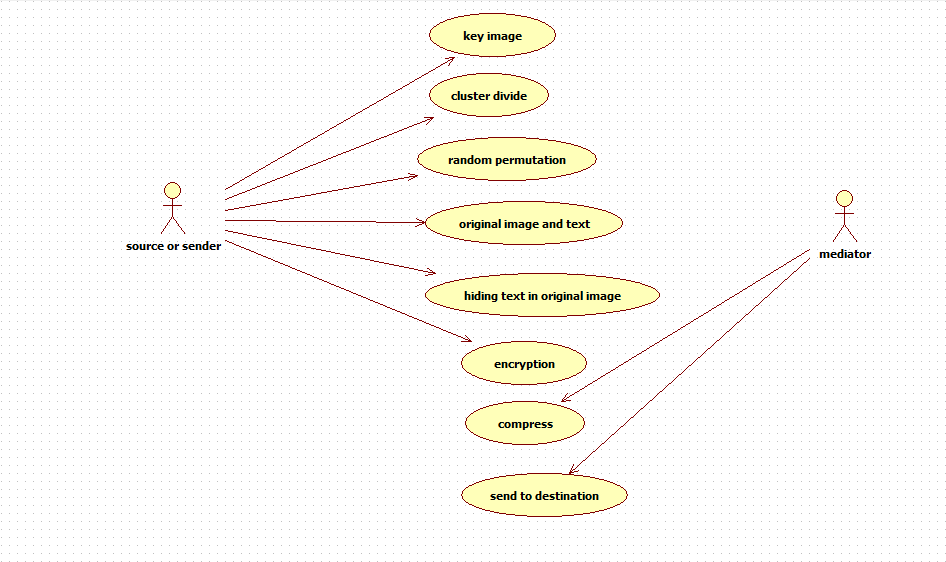 key image
cluster divide
random permutation
original image and text
source or sender
mediator
hiding text in original image
encryption
compress
send to destination